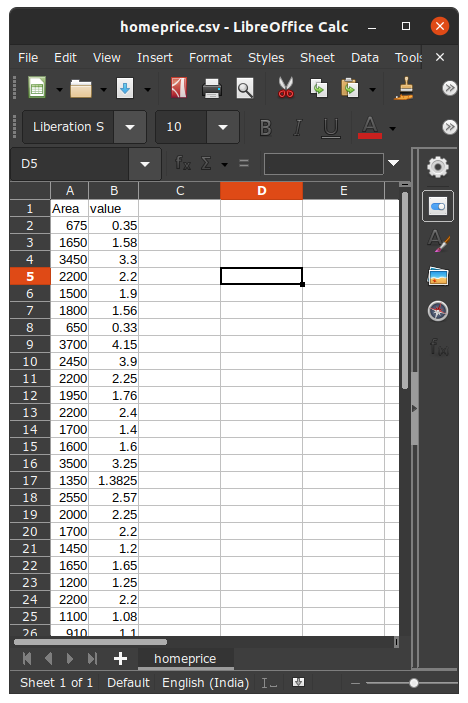 homeprice.csv - LibreOffice Calc
File Edit View Insert Format Styles Sheet Data Tools
Liberation S 10 B I U A
D5 fx Σ =
A B C D E
1 Area value
2 675 0.35
3 1650 1.58
4 3450 3.3
5 2200 2.2
6 1500 1.9
7 1800 1.56
8 650 0.33
9 3700 4.15
10 2450 3.9
11 2200 2.25
12 1950 1.76
13 2200 2.4
14 1700 1.4
15 1600 1.6
16 3500 3.25
17 1350 1.3825
18 2550 2.57
19 2000 2.25
20 1700 2.2
21 1450 1.2
22 1650 1.65
23 1200 1.25
24 2200 2.2
25 1100 1.08
26 910 1.1
homeprice
Sheet 1 of 1 Default English (India)